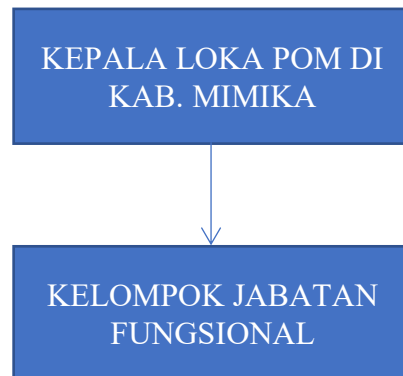 KEPALA LOKA POM DI
KAB. MIMIKA
KELOMPOK JABATAN
FUNGSIONAL